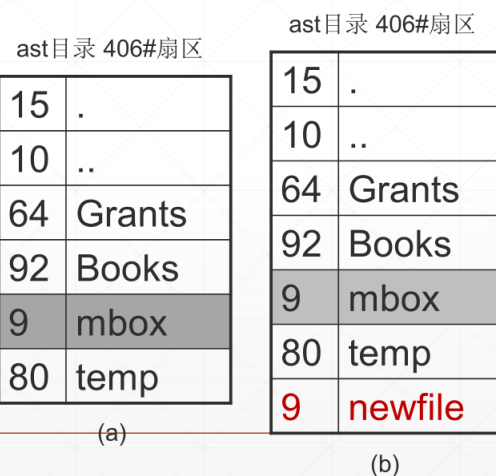 ast目录 406#扇区
15 .
10 ..
64 Grants
92 Books
9 mbox
80 temp
(a)
ast目录 406#扇区
15 .
10 ..
64 Grants
92 Books
9 mbox
80 temp
9 newfile
(b)